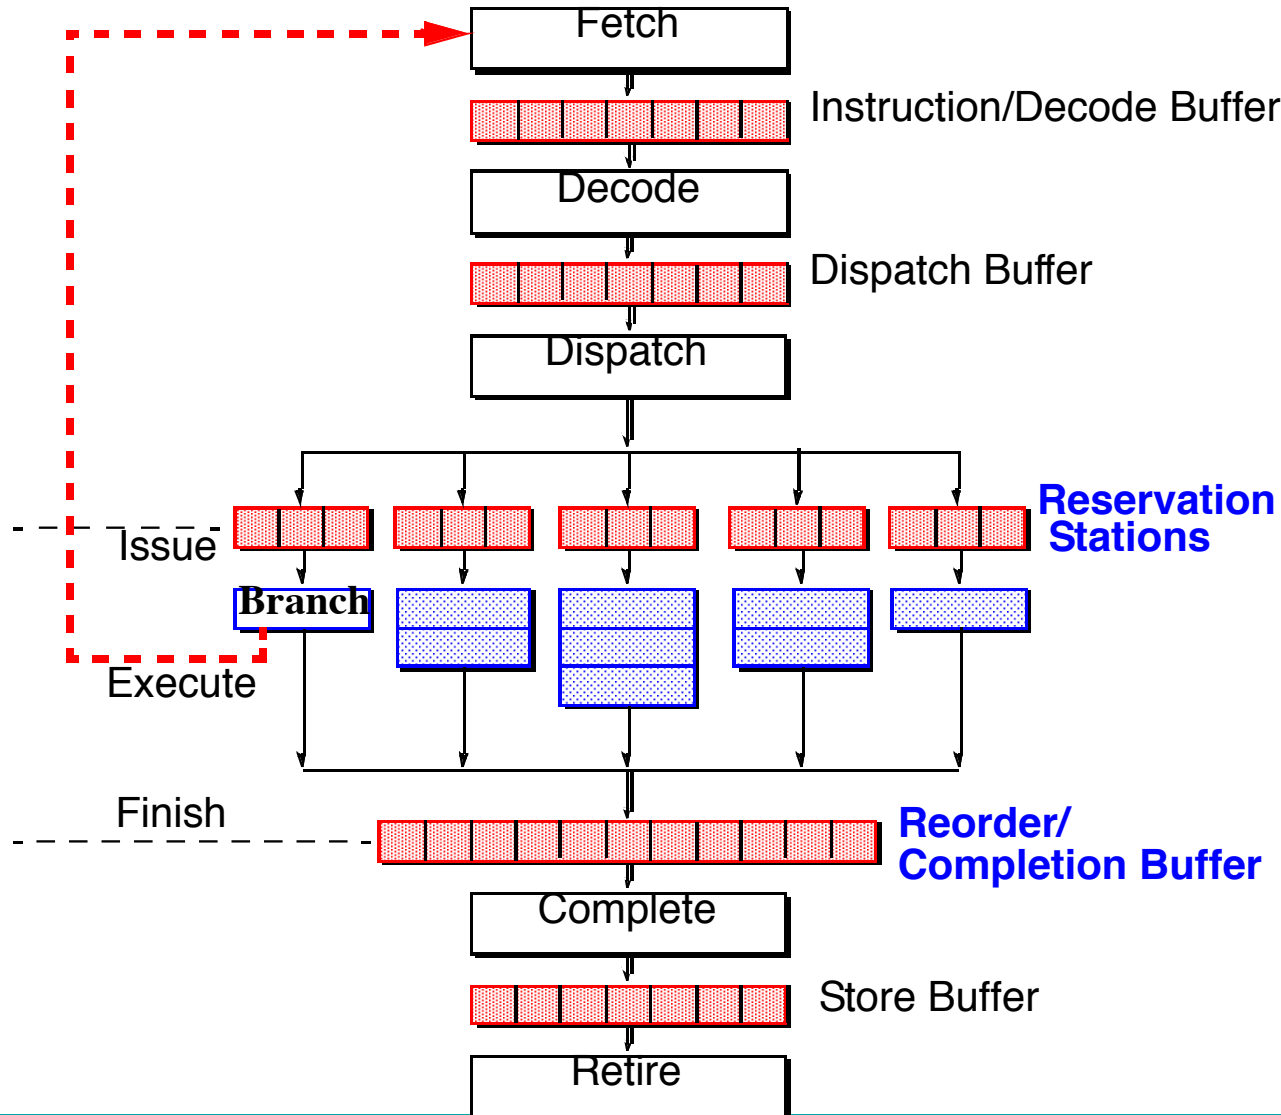 Fetch
Instruction/Decode Buffer
Decode
Dispatch Buffer
Dispatch
Reservation
Stations
Issue
Branch
Execute
Finish
Reorder/
Completion Buffer
Complete
Store Buffer
Retire